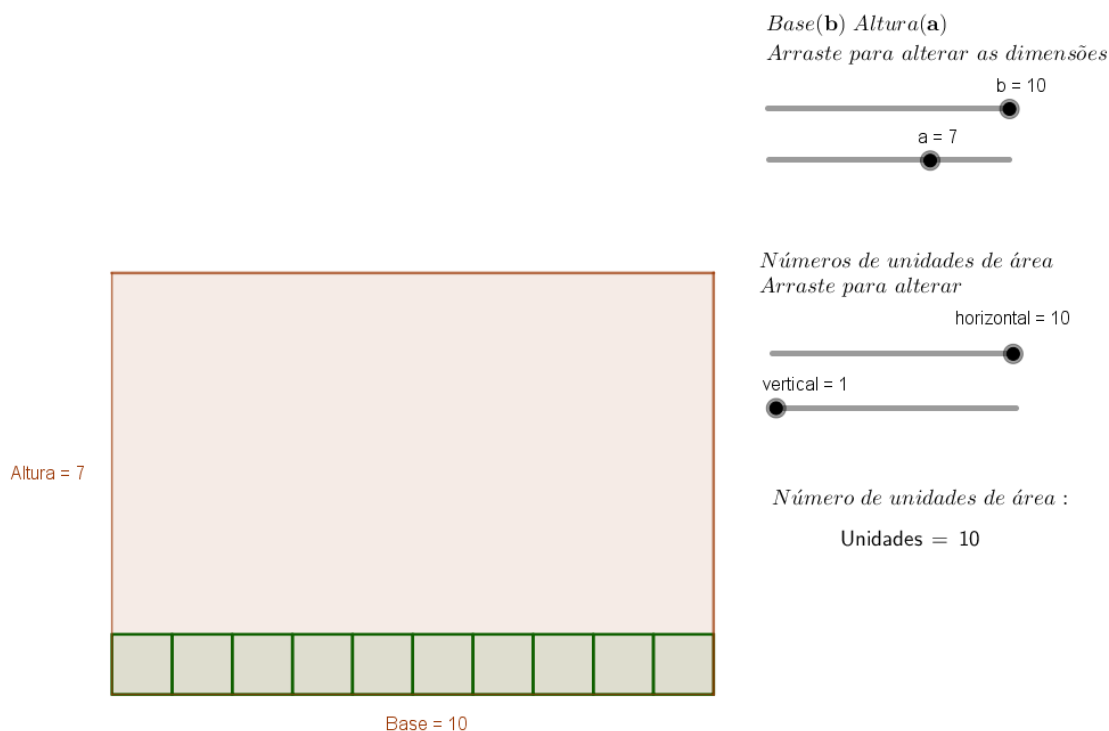 Base(b) Altura(a)
Arraste para alterar as dimensões
b = 10
a = 7
Números de unidades de área
Arraste para alterar
horizontal = 10
vertical = 1
Altura = 7
Número de unidades de área :
Unidades = 10
Base = 10